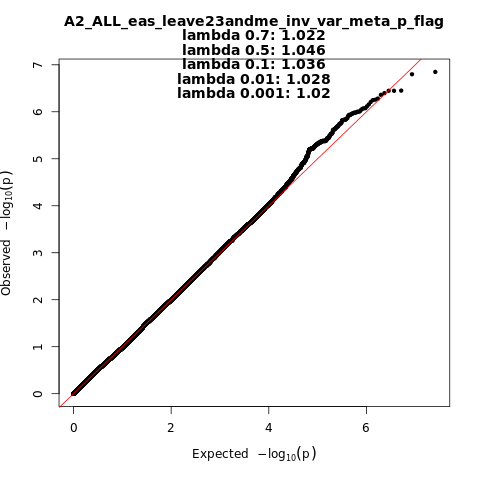 A2_ALL_eas_leave23andme_inv_var_meta_p_flag
lambda 0.7: 1.022
lambda 0.5: 1.046
lambda 0.1: 1.036
lambda 0.01: 1.028
lambda 0.001: 1.02
7
6
5
4
3
2
1
0
Observed −log10(p)
0 2 4 6
Expected −log10(p)